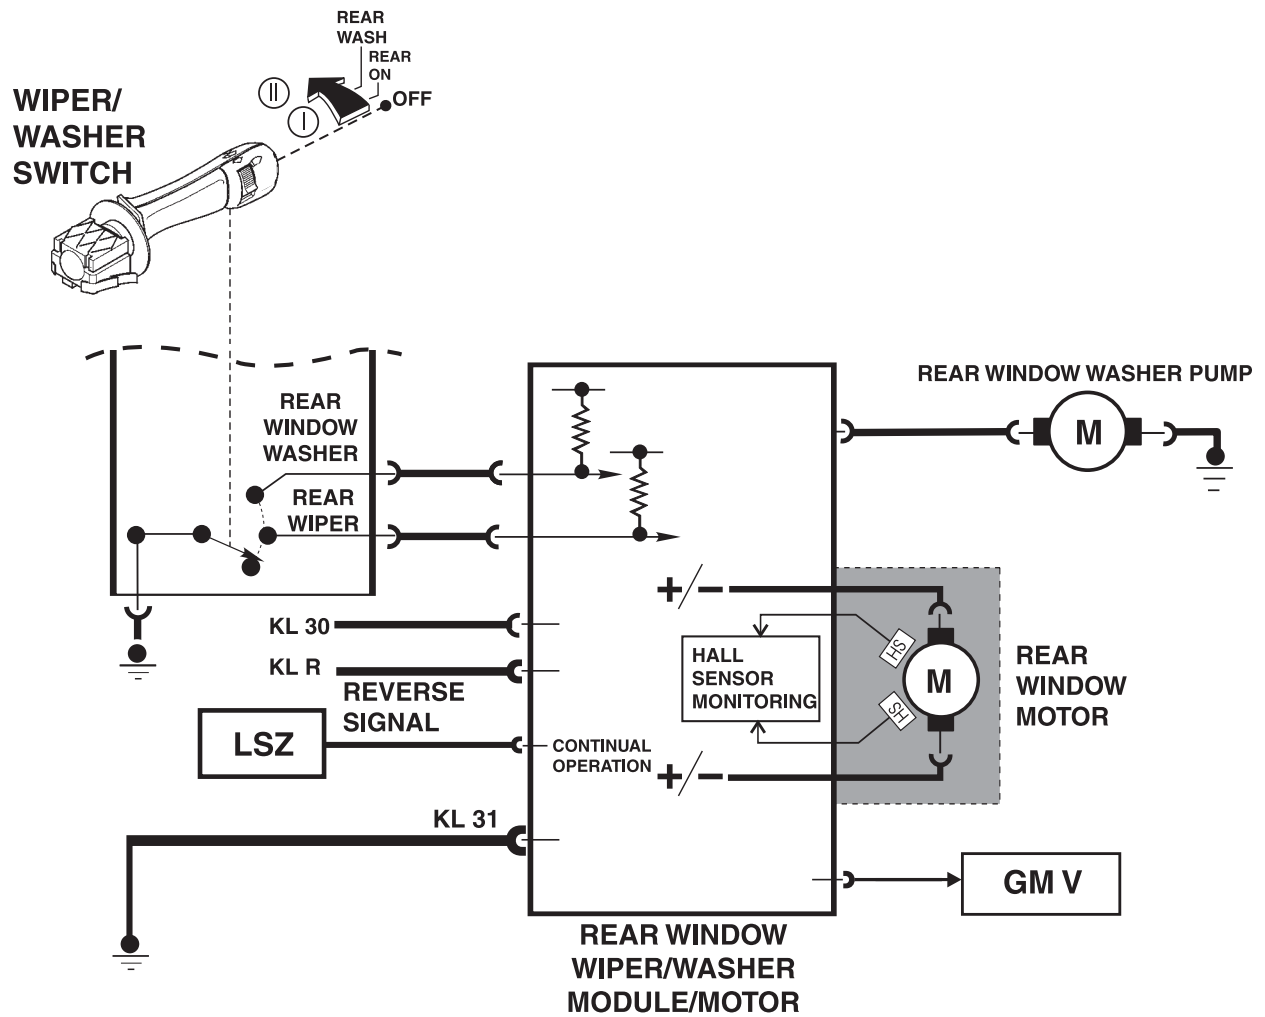 REAR
WASH
REAR
ON
OFF
II
I
WIPER/
WASHER
SWITCH
REAR
WINDOW
WASHER
REAR
WIPER
REAR WINDOW WASHER PUMP
M
KL 30
KL R
REVERSE
SIGNAL
LSZ
CONTINUAL
OPERATION
KL 31
HALL
SENSOR
MONITORING
HS
HS
M
REAR
WINDOW
MOTOR
GM V
REAR WINDOW
WIPER/WASHER
MODULE/MOTOR